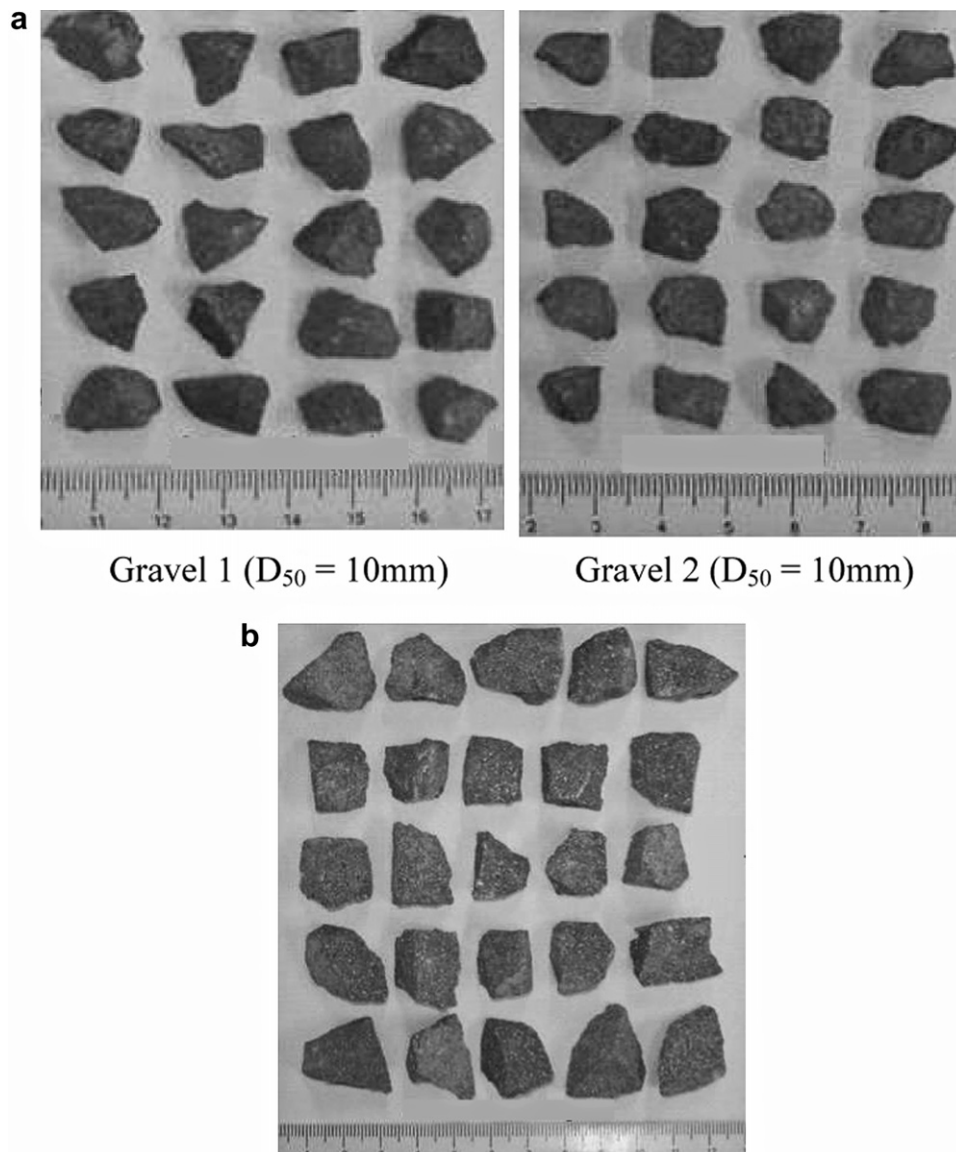 a
11 12 13 14 15 16 17
2 3 4 5 6 7 8
Gravel 1 (D₅₀ = 10mm)
Gravel 2 (D₅₀ = 10mm)
b